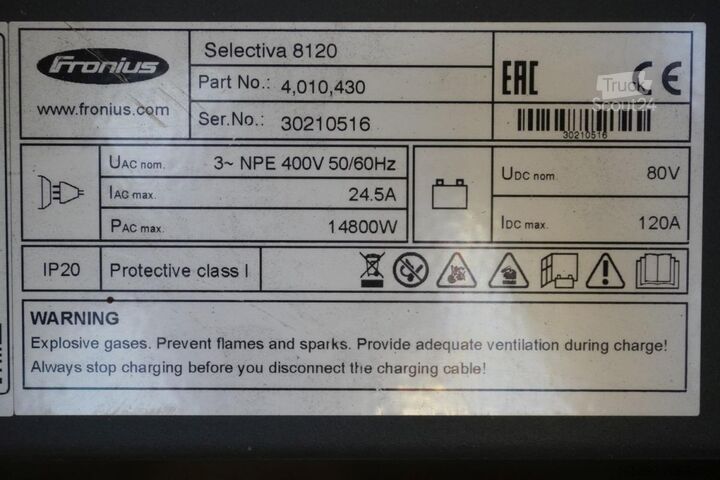 Fronius
www.fronius.com
Selectiva 8120
Part No.: 4,010,430
Ser.No.: 30210516
EAC CE
Truck
Scout24
30210516
UAC nom. 3~ NPE 400V 50/60Hz
IAC max. 24.5A
PAC max. 14800W
UDC nom. 80V
IDC max. 120A
IP20 Protective class I
WARNING
Explosive gases. Prevent flames and sparks. Provide adequate ventilation during charge!
Always stop charging before you disconnect the charging cable!